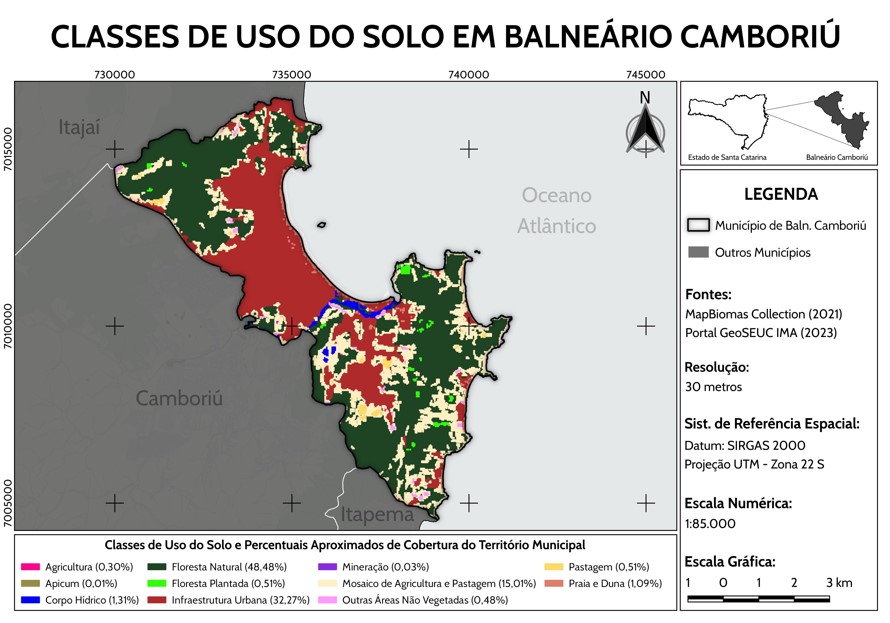 CLASSES DE USO DO SOLO EM BALNEÁRIO CAMBORIÚ
730000 735000 740000 745000
7015000
7010000
7005000
Itajaí
Camboriú
Itapema
Oceano
Atlântico
N
Estado de Santa Catarina
Balneário Camboriú
LEGENDA
Município de Baln. Camboriú
Outros Municípios
Fontes:
MapBiomas Collection (2021)
Portal GeoSEUC IMA (2023)
Resolução:
30 metros
Sist. de Referência Espacial:
Datum: SIRGAS 2000
Projeção UTM - Zona 22 S
Escala Numérica:
1:85.000
Escala Gráfica:
1 0 1 2 3 km
Classes de Uso do Solo e Percentuais Aproximados de Cobertura do Território Municipal
Agricultura (0,30%)
Apicum (0,01%)
Corpo Hídrico (1,31%)
Floresta Natural (48,48%)
Floresta Plantada (0,51%)
Infraestrutura Urbana (32,27%)
Mineração (0,03%)
Mosaico de Agricultura e Pastagem (15,01%)
Outras Áreas Não Vegetadas (0,48%)
Pastagem (0,51%)
Praia e Duna (1,09%)